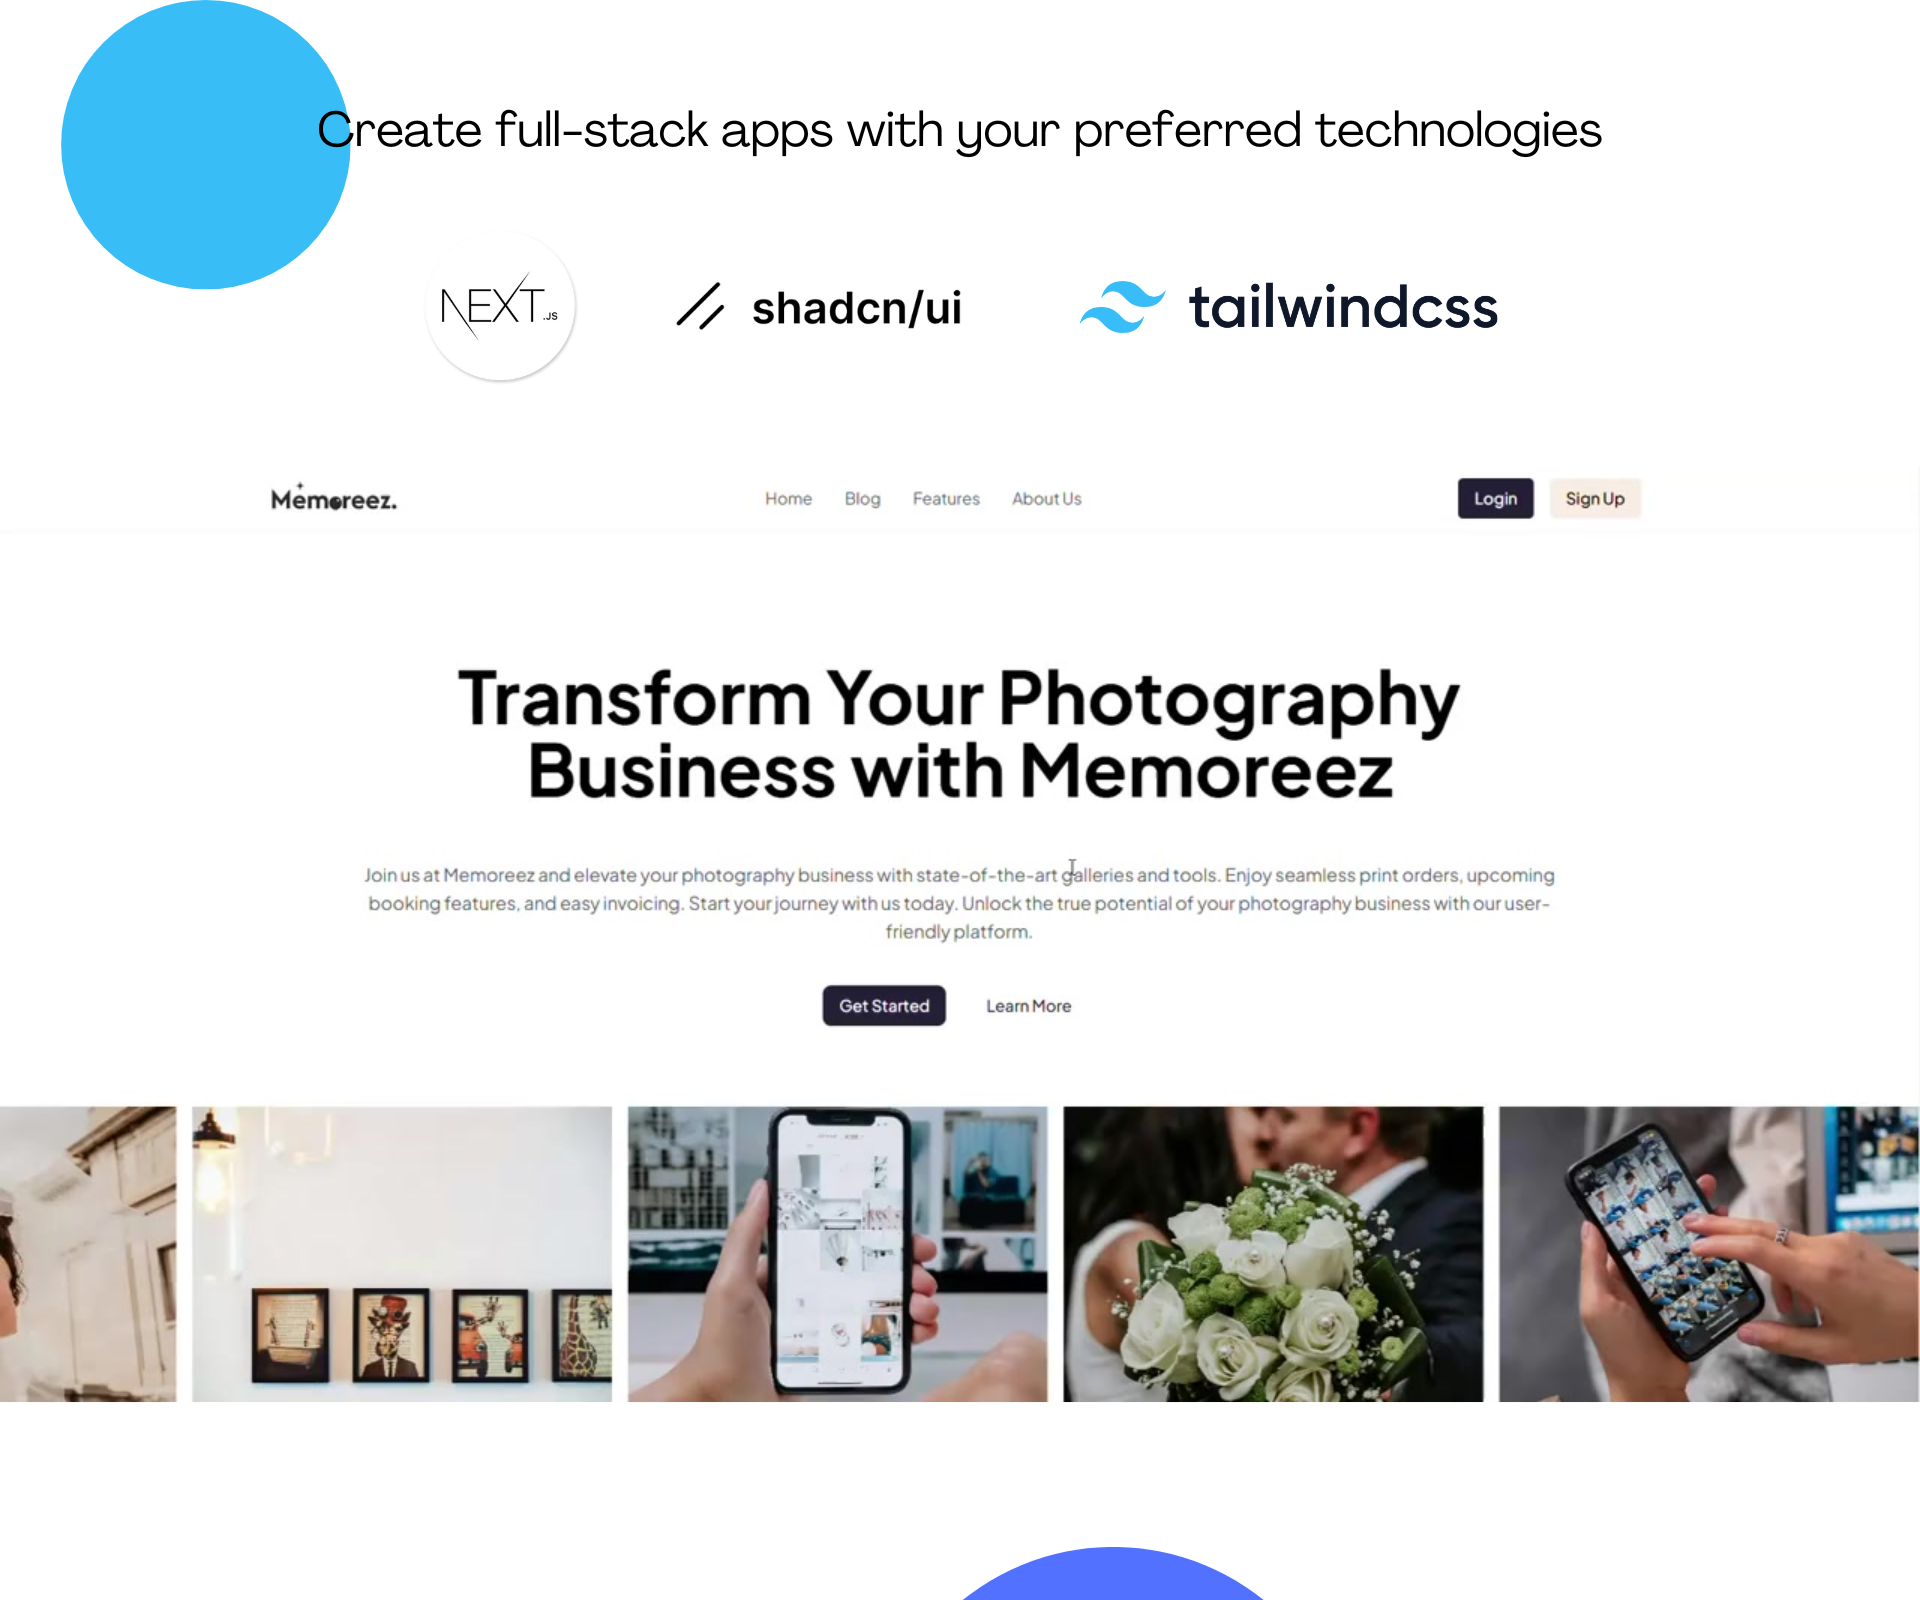 Create full-stack apps with your preferred technologies
NEXT.JS
shadcn/ui
tailwindcss
Memoreez.
Home Blog Features About Us
Login Sign Up
Transform Your Photography
Business with Memoreez
Join us at Memoreez and elevate your photography business with state-of-the-art galleries and tools. Enjoy seamless print orders, upcoming
booking features, and easy invoicing. Start your journey with us today. Unlock the true potential of your photography business with our user-
friendly platform.
Get Started Learn More